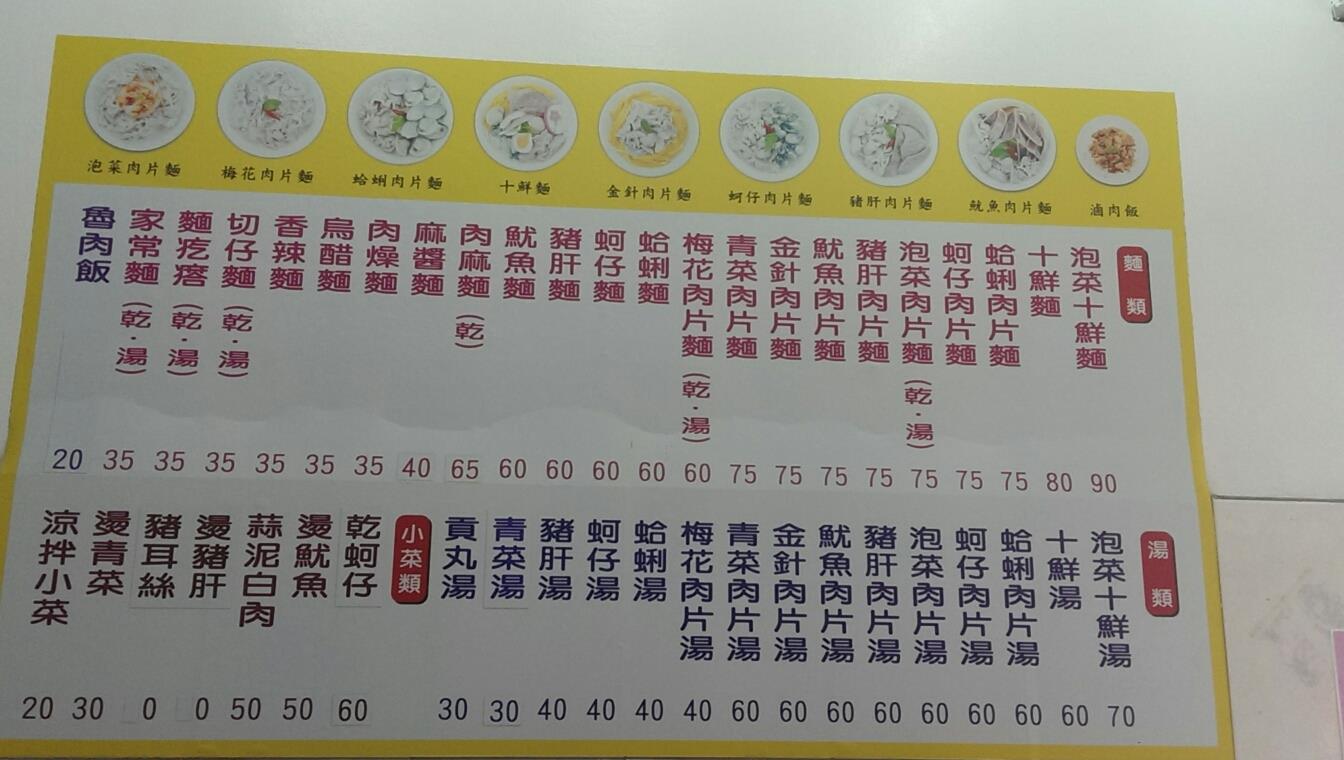 泡菜肉片麵
梅花肉片麵
蛤蜊肉片麵
十鮮麵
金針肉片麵
蚵仔肉片麵
豬肝肉片麵
魷魚肉片麵
滷肉飯
麵類
泡菜十鮮麵 90
十鮮麵 80
蛤蜊肉片麵 75
蚵仔肉片麵 75
泡菜肉片麵(乾.湯) 75
豬肝肉片麵 75
魷魚肉片麵 75
金針肉片麵 75
青菜肉片麵 75
梅花肉片麵(乾.湯) 60
蛤蜊麵 60
蚵仔麵 60
豬肝麵 60
魷魚麵 60
肉麻麵(乾) 65
麻醬麵 40
肉燥麵 35
烏醋麵 35
香辣麵 35
切仔麵(乾.湯) 35
麵疙瘩(乾.湯) 35
家常麵(乾.湯) 35
魯肉飯 20
湯類
泡菜十鮮湯 70
十鮮湯 60
蛤蜊肉片湯 60
蚵仔肉片湯 60
泡菜肉片湯 60
豬肝肉片湯 60
魷魚肉片湯 60
金針肉片湯 60
青菜肉片湯 60
梅花肉片湯 40
蛤蜊湯 40
蚵仔湯 40
豬肝湯 40
青菜湯 30
貢丸湯 30
小菜類
乾蚵仔 60
燙魷魚 50
蒜泥白肉 50
燙豬肝 0
豬耳絲 0
燙青菜 30
涼拌小菜 20